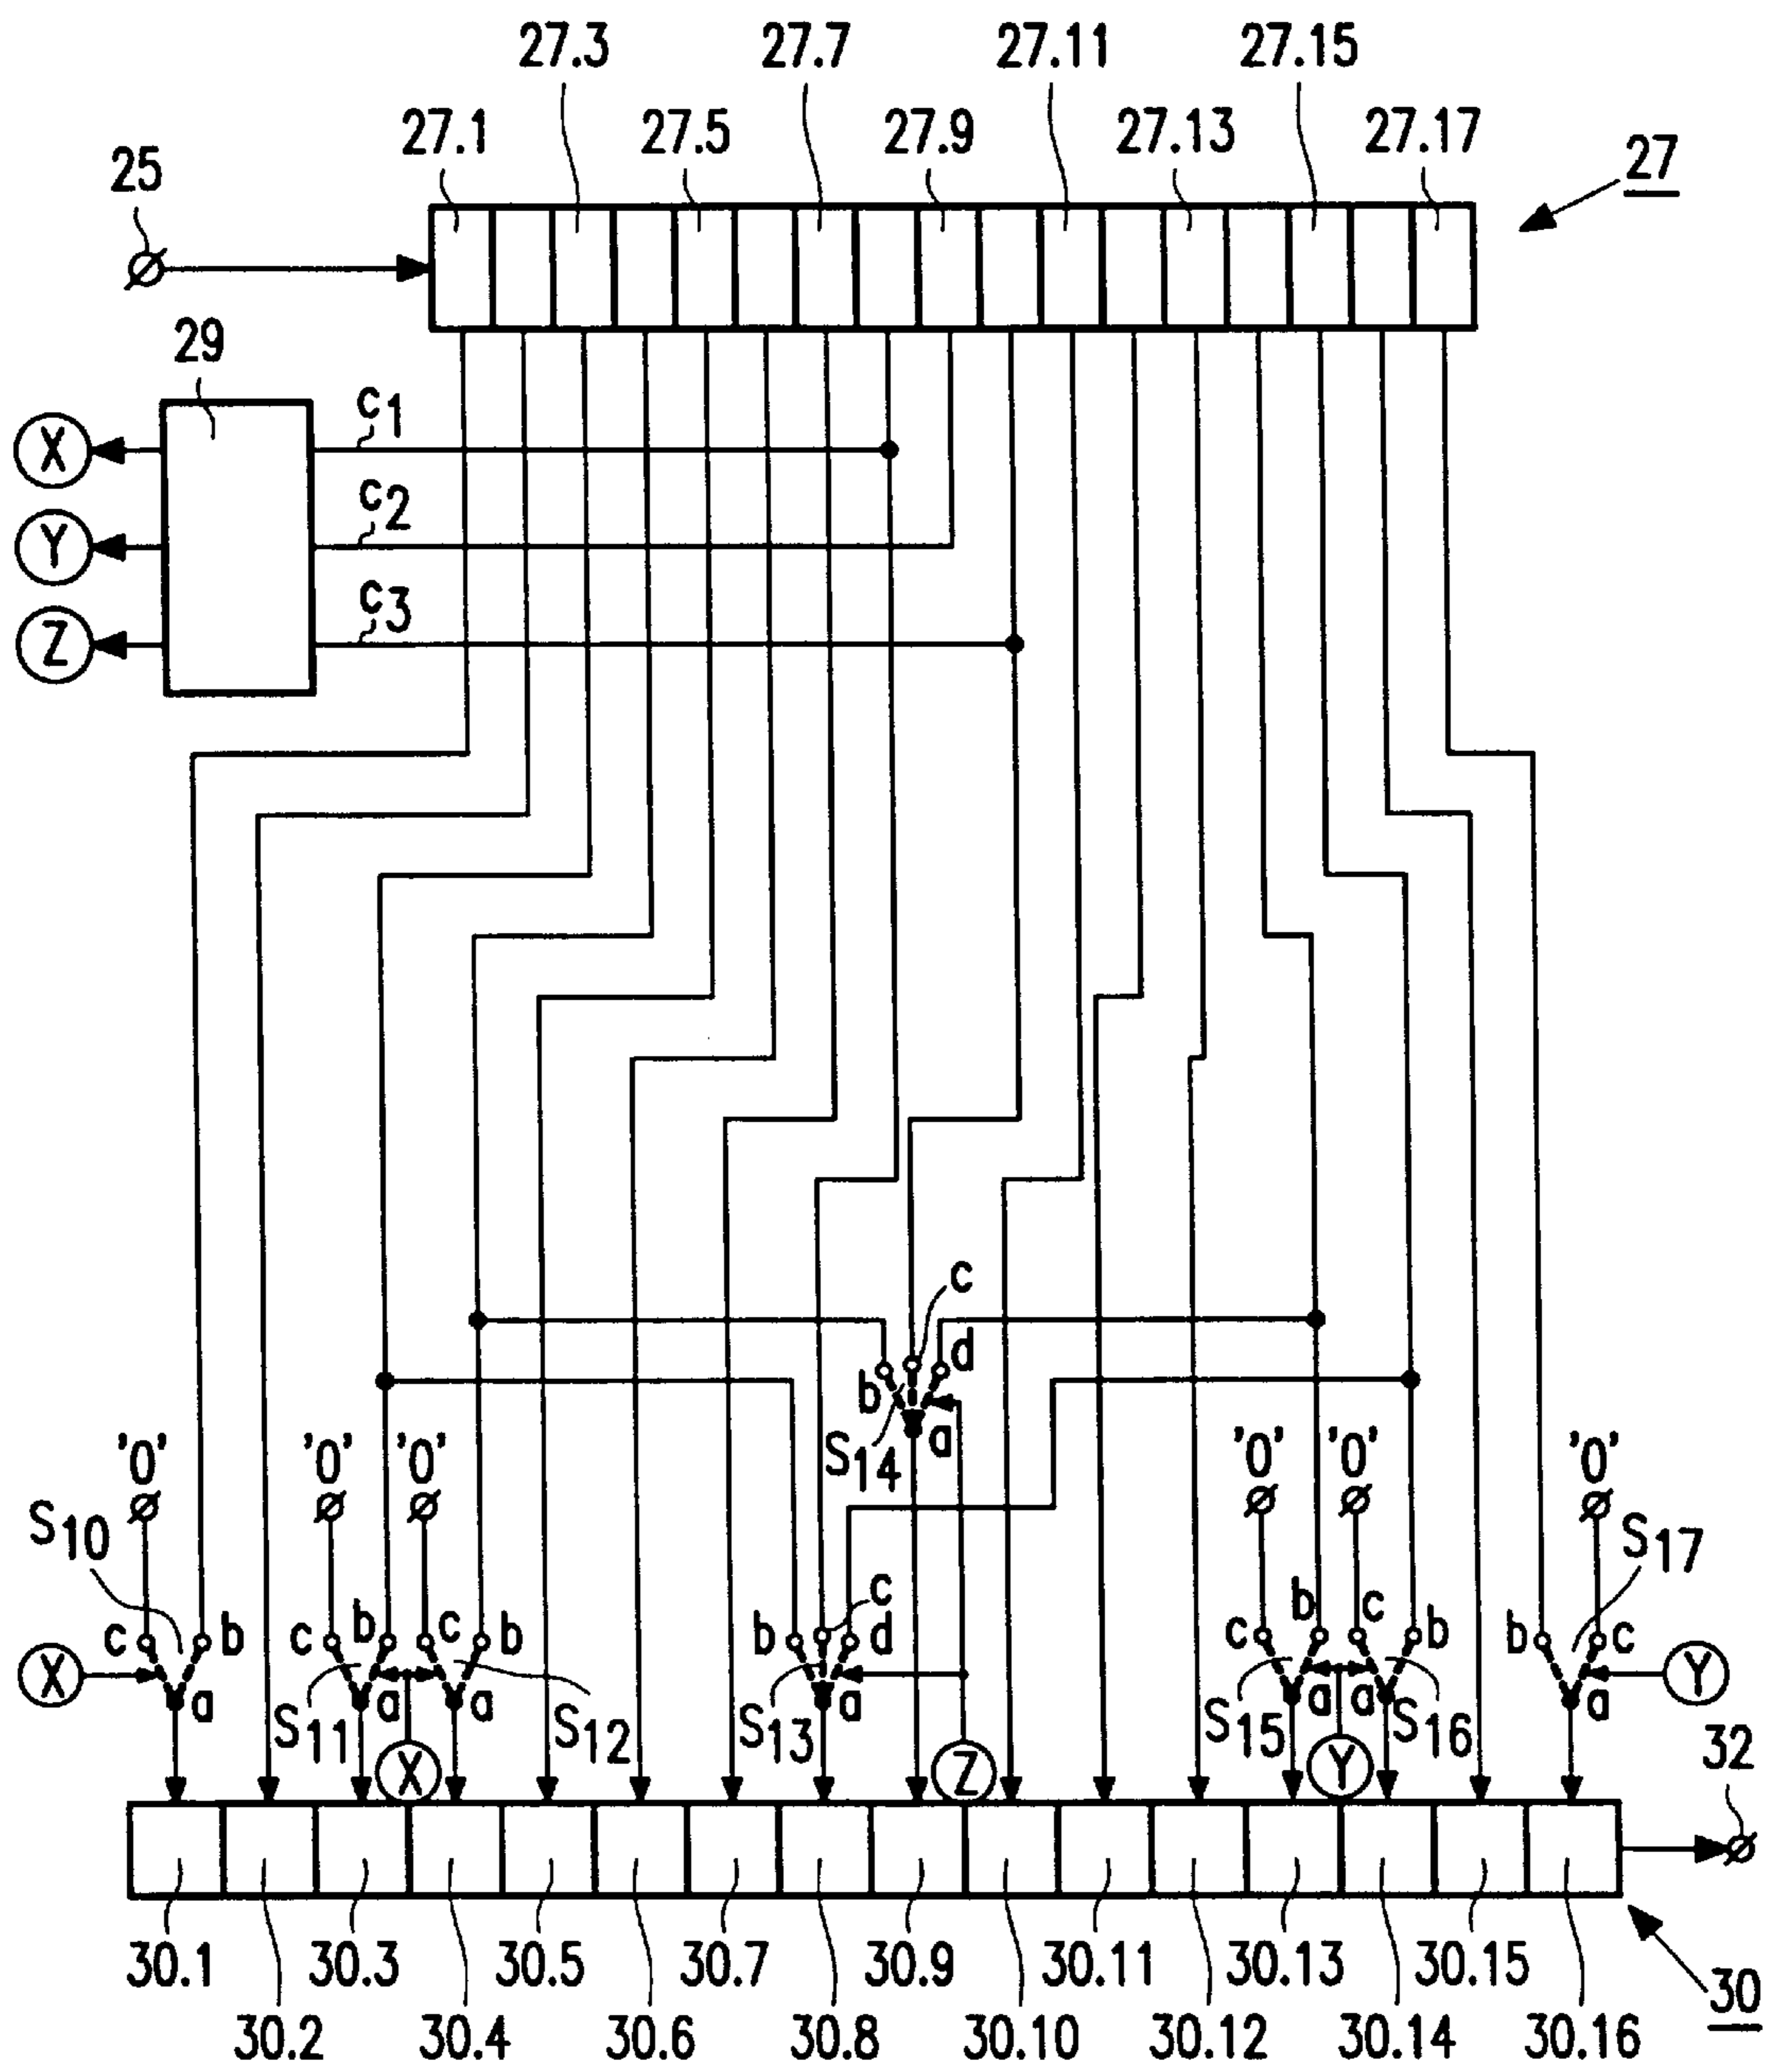 27.3 27.7 27.11 27.15
27.1 27.5 27.9 27.13 27.17
25
27
29
c1
X
c2
Y
c3
Z
c
d
b
a
S14
'0' '0' '0' '0' '0' '0'
S10 S17
c b c b c b b c d c b c b b c
X Y
a a a a a a a
S11 S12 S13 S15 S16
X Z Y
32
30.1 30.3 30.5 30.7 30.9 30.11 30.13 30.15
30
30.2 30.4 30.6 30.8 30.10 30.12 30.14 30.16